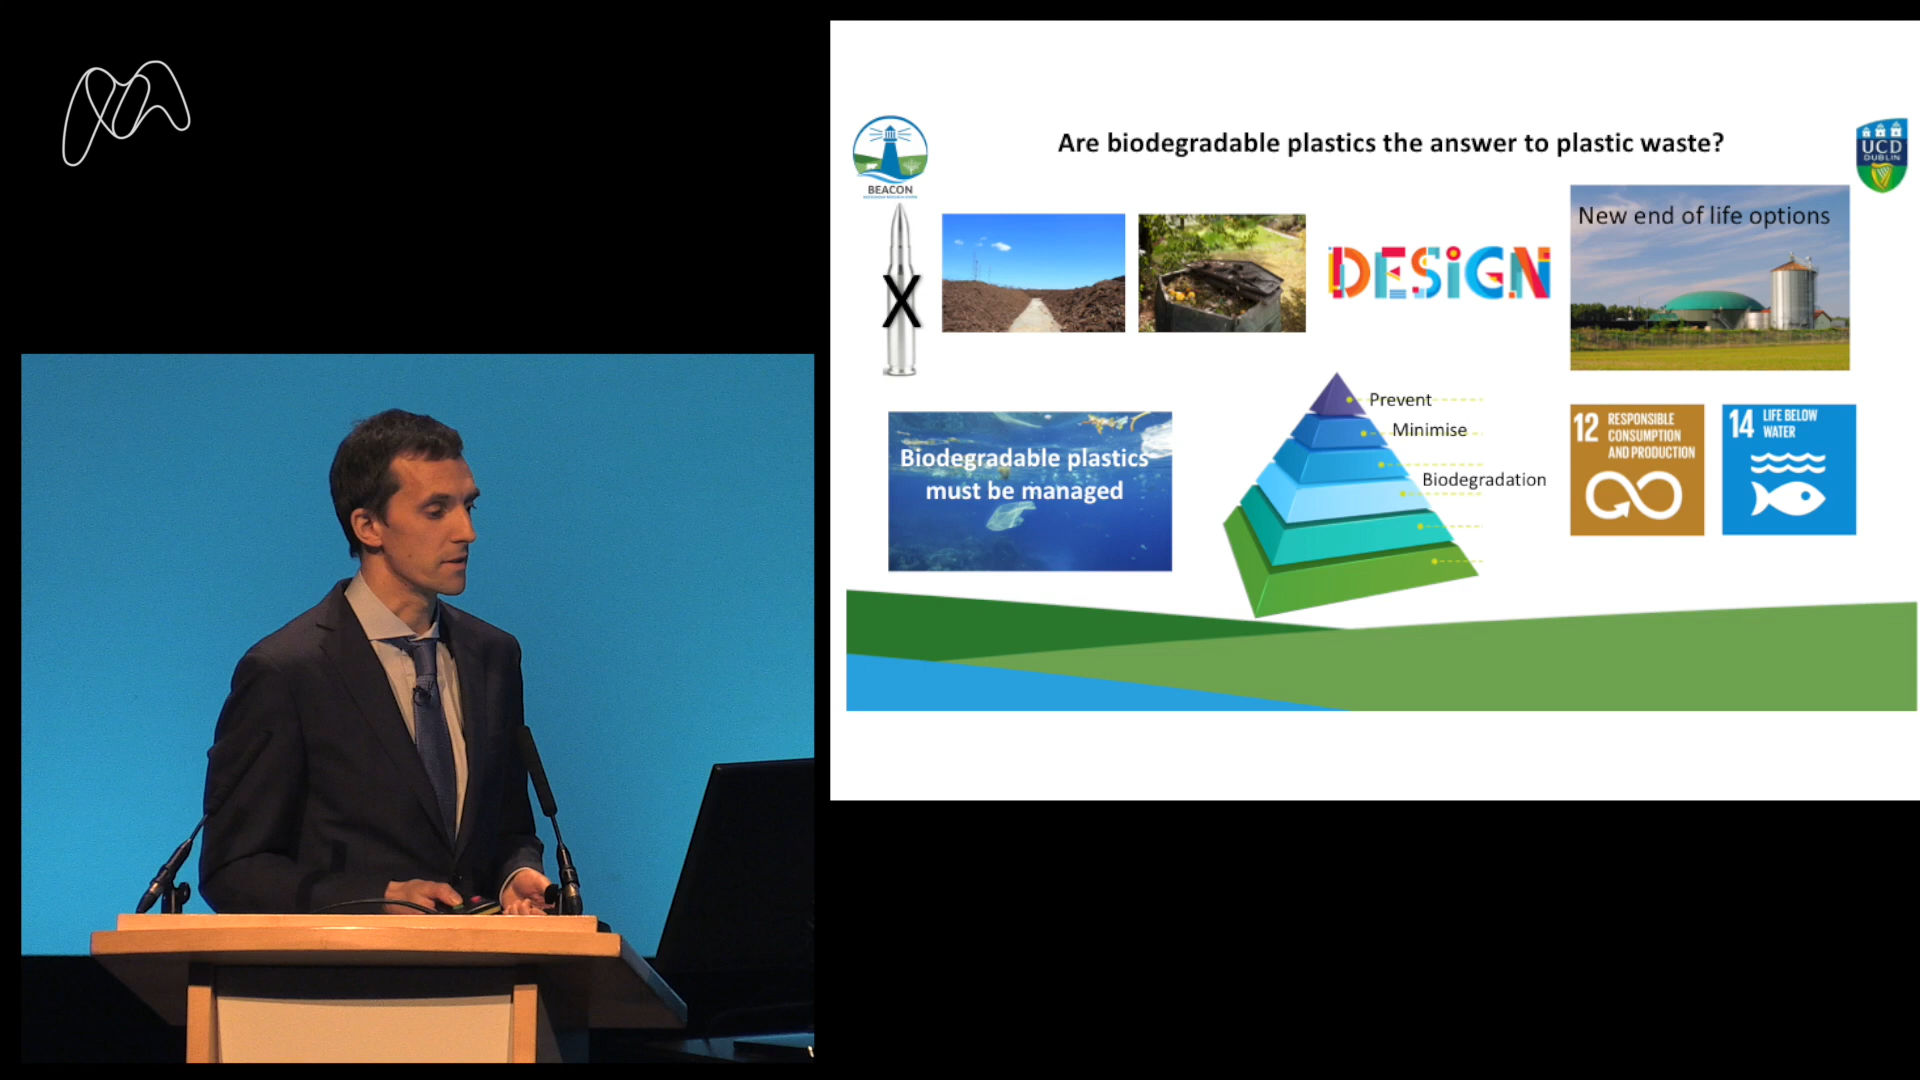 Are biodegradable plastics the answer to plastic waste?
BEACON
UCD
DUBLIN
X
DESiGN
New end of life options
Biodegradable plastics
must be managed
Prevent
Minimise
Biodegradation
12 RESPONSIBLE
CONSUMPTION
AND PRODUCTION
14 LIFE BELOW
WATER